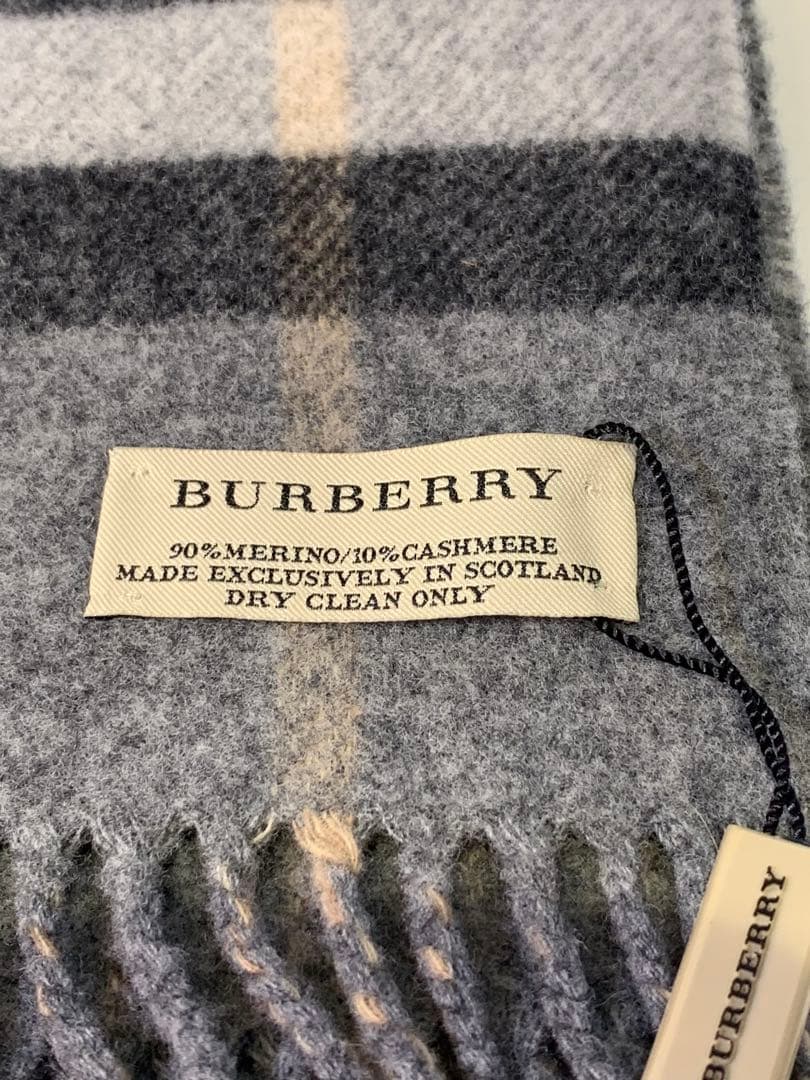 BURBERRY
90%MERINO/10%CASHMERE
MADE EXCLUSIVELY IN SCOTLAND
DRY CLEAN ONLY
BURBERRY